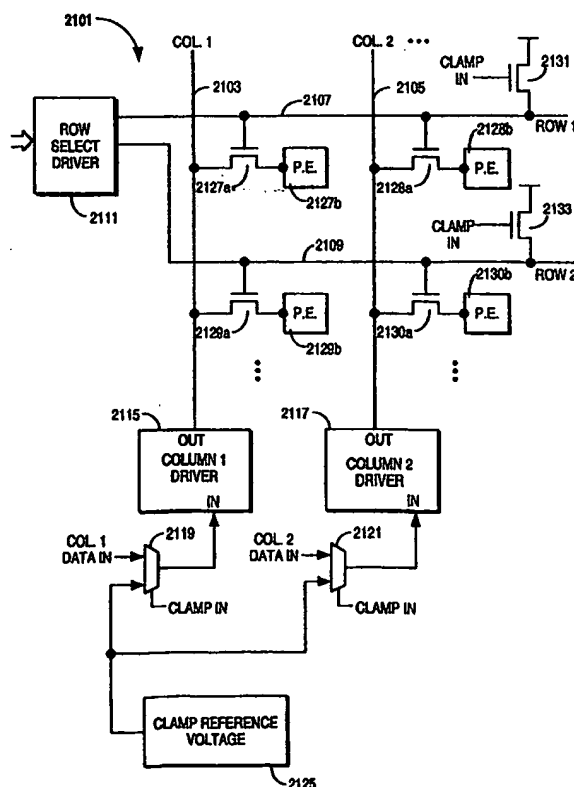 2101
COL. 1
COL. 2 •••
CLAMP IN
2131
2103
2107
2105
ROW 1
ROW SELECT DRIVER
2111
2127a
P.E.
2127b
2128a
P.E.
2128b
CLAMP IN
2133
2109
ROW 2
2129a
P.E.
2129b
2130a
P.E.
2130b
2115
OUT
COLUMN 1 DRIVER
IN
2117
OUT
COLUMN 2 DRIVER
IN
COL. 1 DATA IN
2119
CLAMP IN
COL. 2 DATA IN
2121
CLAMP IN
CLAMP REFERENCE VOLTAGE
2125